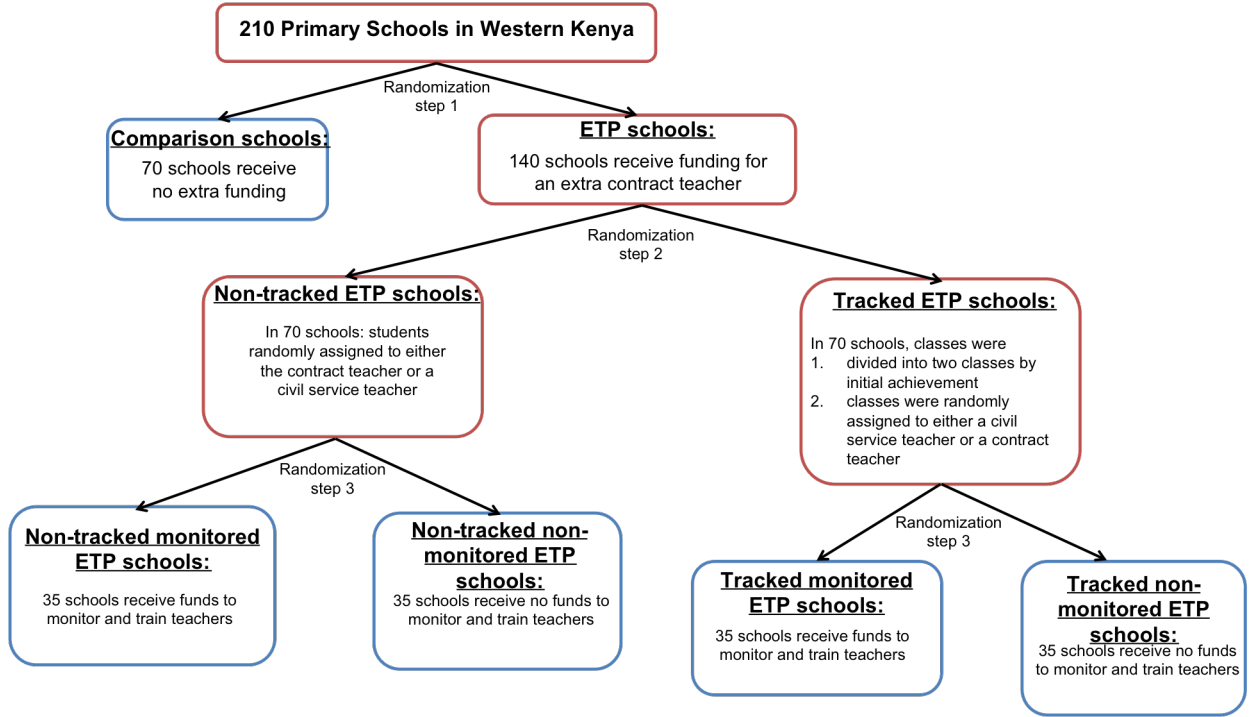 210 Primary Schools in Western Kenya
Randomization
step 1
Comparison schools:
70 schools receive
no extra funding
ETP schools:
140 schools receive funding for
an extra contract teacher
Randomization
step 2
Non-tracked ETP schools:
In 70 schools: students
randomly assigned to either
the contract teacher or a
civil service teacher
Tracked ETP schools:
In 70 schools, classes were
1. divided into two classes by
initial achievement
2. classes were randomly
assigned to either a civil
service teacher or a contract
teacher
Randomization
step 3
Non-tracked monitored
ETP schools:
35 schools receive funds to
monitor and train teachers
Non-tracked non-
monitored ETP
schools:
35 schools receive no funds to
monitor and train teachers
Randomization
step 3
Tracked monitored
ETP schools:
35 schools receive funds to
monitor and train teachers
Tracked non-
monitored ETP
schools:
35 schools receive no funds
to monitor and train teachers